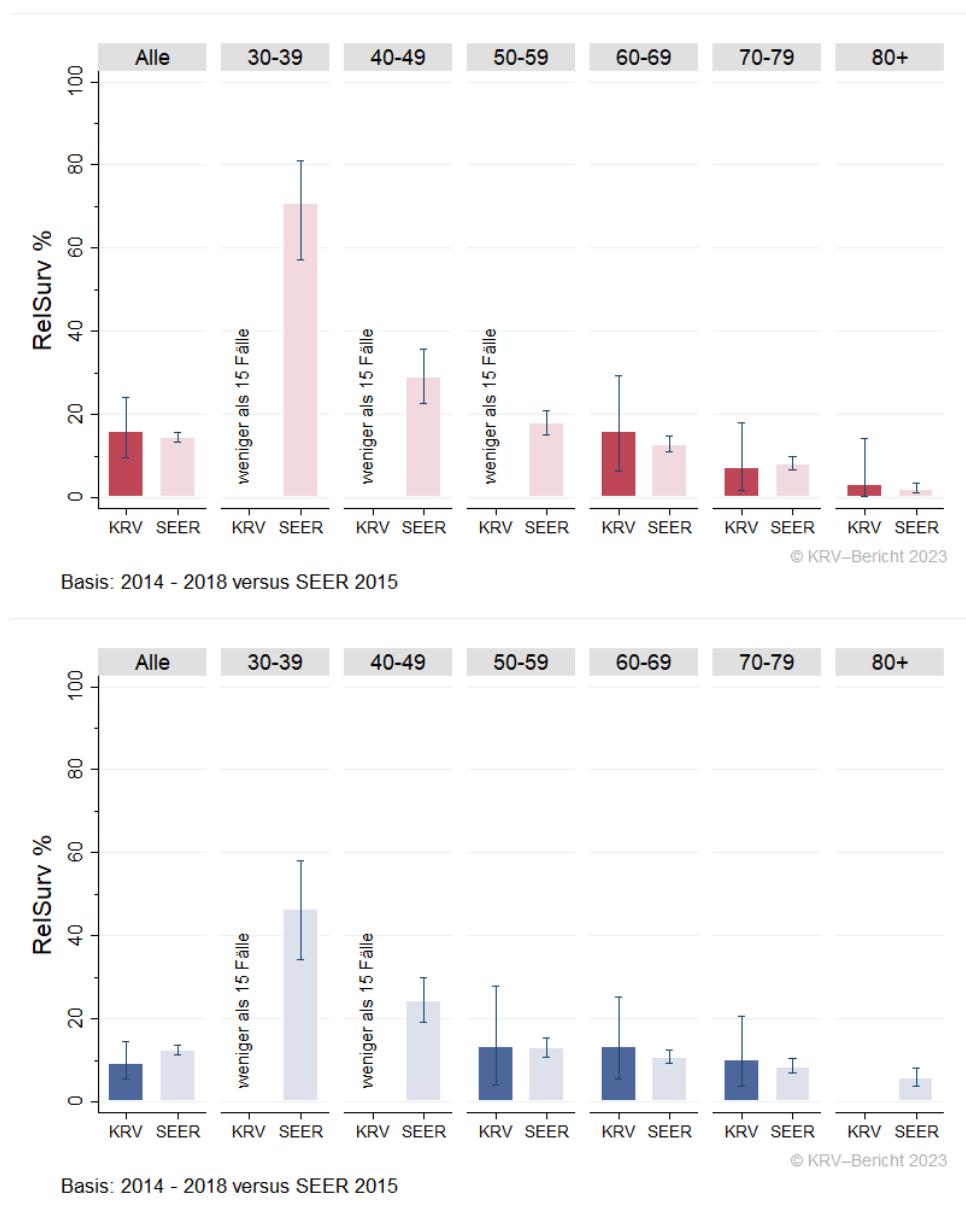 Alle 30-39 40-49 50-59 60-69 70-79 80+
100
80
60
40
20
0
RelSurv %
weniger als 15 Fälle
weniger als 15 Fälle
weniger als 15 Fälle
KRV SEER KRV SEER KRV SEER KRV SEER KRV SEER KRV SEER KRV SEER
© KRV–Bericht 2023
Basis: 2014 - 2018 versus SEER 2015
Alle 30-39 40-49 50-59 60-69 70-79 80+
100
80
60
40
20
0
RelSurv %
weniger als 15 Fälle
weniger als 15 Fälle
KRV SEER KRV SEER KRV SEER KRV SEER KRV SEER KRV SEER KRV SEER
© KRV–Bericht 2023
Basis: 2014 - 2018 versus SEER 2015